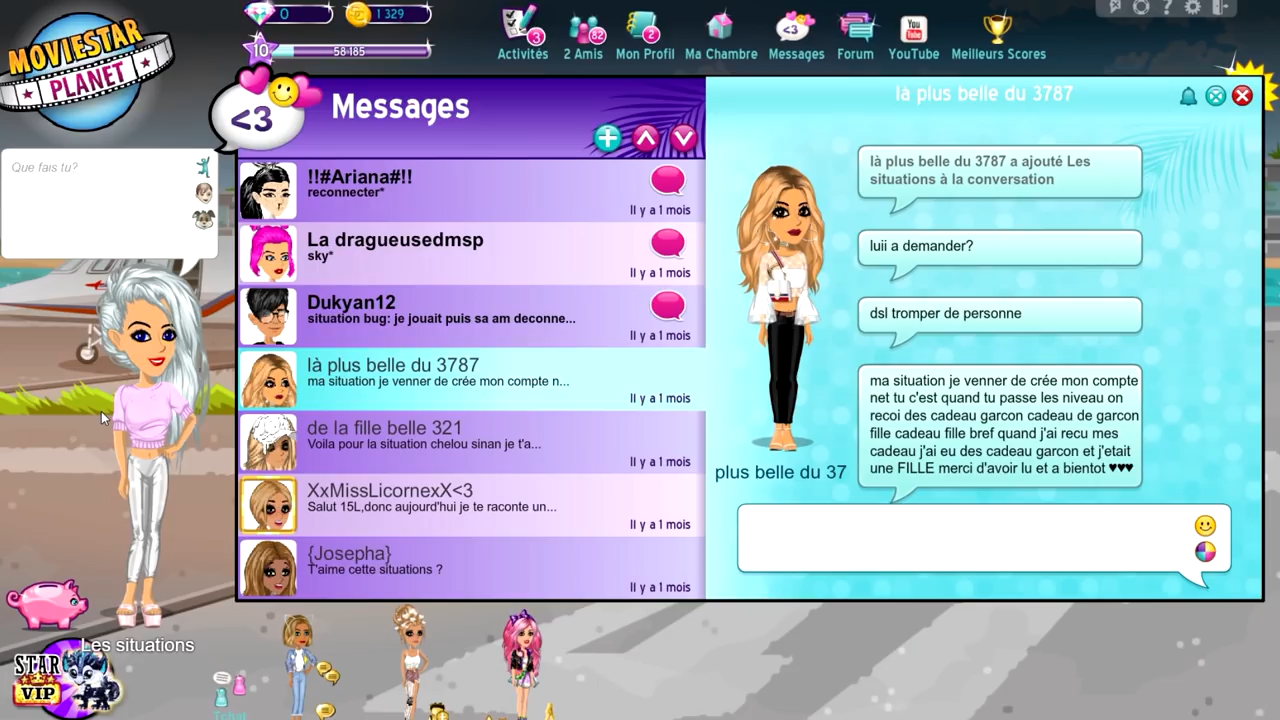 MOVIESTAR
PLANET
0
1 329
10
58 185
3
Activités
82
2 Amis
2
Mon Profil
Ma Chambre
<3
Messages
Forum
You
Tube
YouTube
Meilleurs Scores
?
<3
Messages
Que fais tu?
!!#Ariana#!!
reconnecter*
Il y a 1 mois
La dragueusedmsp
sky*
Il y a 1 mois
Dukyan12
situation bug: je jouait puis sa am deconne...
Il y a 1 mois
là plus belle du 3787
ma situation je venner de crée mon compte n...
Il y a 1 mois
de la fille belle 321
Voila pour la situation chelou sinan je t'a...
Il y a 1 mois
XxMissLicornexX<3
Salut 15L,donc aujourd'hui je te raconte un...
Il y a 1 mois
{Josepha}
T'aime cette situations ?
Il y a 1 mois
là plus belle du 3787
là plus belle du 3787 a ajouté Les
situations à la conversation
luii a demander?
dsl tromper de personne
ma situation je venner de crée mon compte
net tu c'est quand tu passe les niveau on
recoi des cadeau garcon cadeau de garcon
fille cadeau fille bref quand j'ai recu mes
cadeau j'ai eu des cadeau garcon et j'etait
une FILLE merci d'avoir lu et a bientot ♥♥♥
plus belle du 37
Les situations
STAR
VIP
Tchat